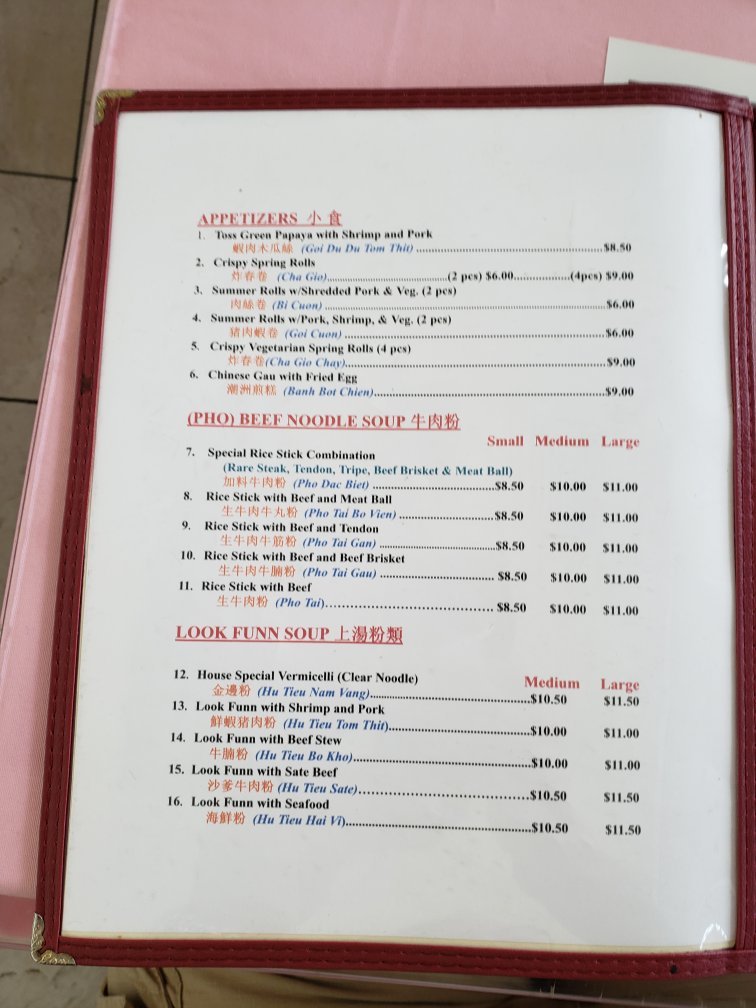 APPETIZERS 小食
1. Toss Green Papaya with Shrimp and Pork
蝦肉木瓜絲 (Goi Du Du Tom Thit) ........ $8.50
2. Crispy Spring Rolls
炸春卷 (Cha Gio)........(2 pcs) $6.00........(4pcs) $9.00
3. Summer Rolls w/Shredded Pork & Veg. (2 pcs)
肉絲卷 (Bi Cuon) ........$6.00
4. Summer Rolls w/Pork, Shrimp, & Veg. (2 pcs)
猪肉蝦卷 (Goi Cuon) ........$6.00
5. Crispy Vegetarian Spring Rolls (4 pcs)
炸春卷(Cha Gio Chay)........$9.00
6. Chinese Gau with Fried Egg
潮洲煎糕 (Banh Bot Chien)........$9.00
(PHO) BEEF NOODLE SOUP 牛肉粉
Small Medium Large
7. Special Rice Stick Combination
(Rare Steak, Tendon, Tripe, Beef Brisket & Meat Ball)
加料牛肉粉 (Pho Dac Biet) ........$8.50 $10.00 $11.00
8. Rice Stick with Beef and Meat Ball
生牛肉牛丸粉 (Pho Tai Bo Vien) ........$8.50 $10.00 $11.00
9. Rice Stick with Beef and Tendon
生牛肉牛筋粉 (Pho Tai Gan) ........$8.50 $10.00 $11.00
10. Rice Stick with Beef and Beef Brisket
生牛肉牛腩粉 (Pho Tai Gau) ........ $8.50 $10.00 $11.00
11. Rice Stick with Beef
生牛肉粉 (Pho Tai)........ $8.50 $10.00 $11.00
LOOK FUNN SOUP 上湯粉類
Medium Large
12. House Special Vermicelli (Clear Noodle)
金邊粉 (Hu Tieu Nam Vang)........$10.50 $11.50
13. Look Funn with Shrimp and Pork
鮮蝦猪肉粉 (Hu Tieu Tom Thit)........$10.00 $11.00
14. Look Funn with Beef Stew
牛腩粉 (Hu Tieu Bo Kho)........$10.00 $11.00
15. Look Funn with Sate Beef
沙爹牛肉粉 (Hu Tieu Sate)........$10.50 $11.50
16. Look Funn with Seafood
海鮮粉 (Hu Tieu Hai Vi)........$10.50 $11.50